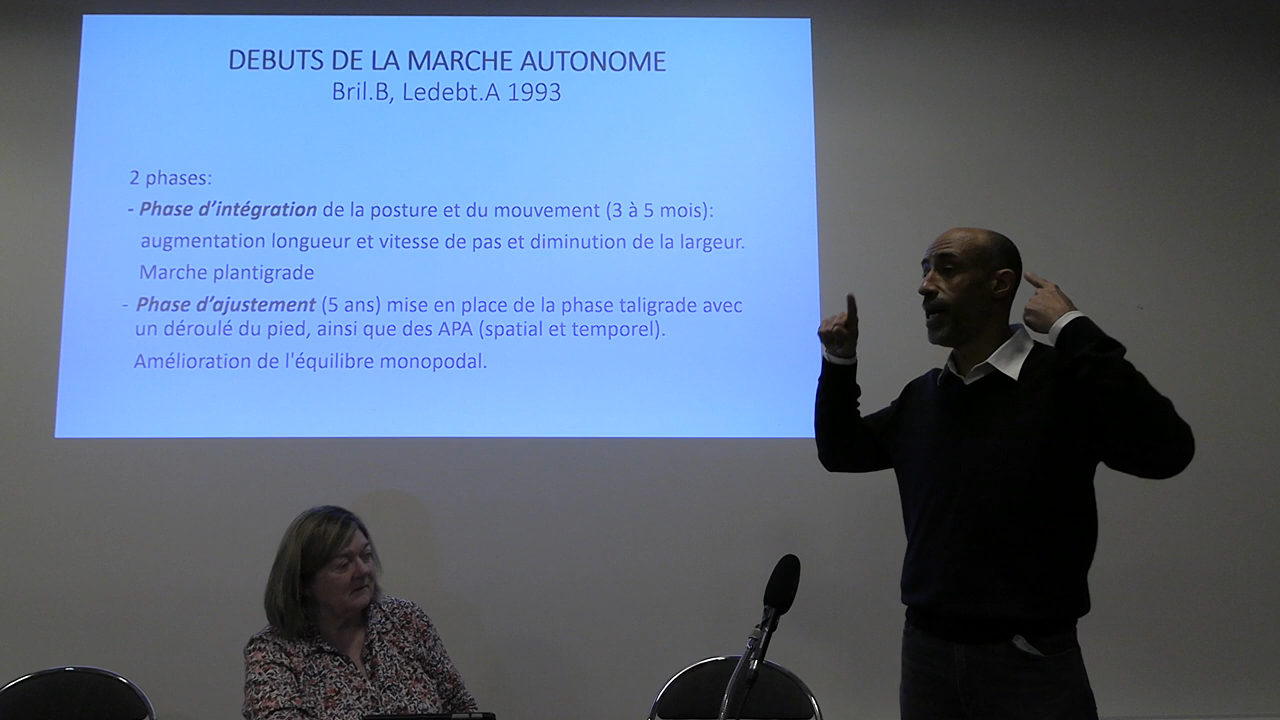 DEBUTS DE LA MARCHE AUTONOME
Bril.B, Ledebt.A 1993
2 phases:
- Phase d'intégration de la posture et du mouvement (3 à 5 mois):
augmentation longueur et vitesse de pas et diminution de la largeur.
Marche plantigrade
- Phase d'ajustement (5 ans) mise en place de la phase taligrade avec
un déroulé du pied, ainsi que des APA (spatial et temporel).
Amélioration de l'équilibre monopodal.